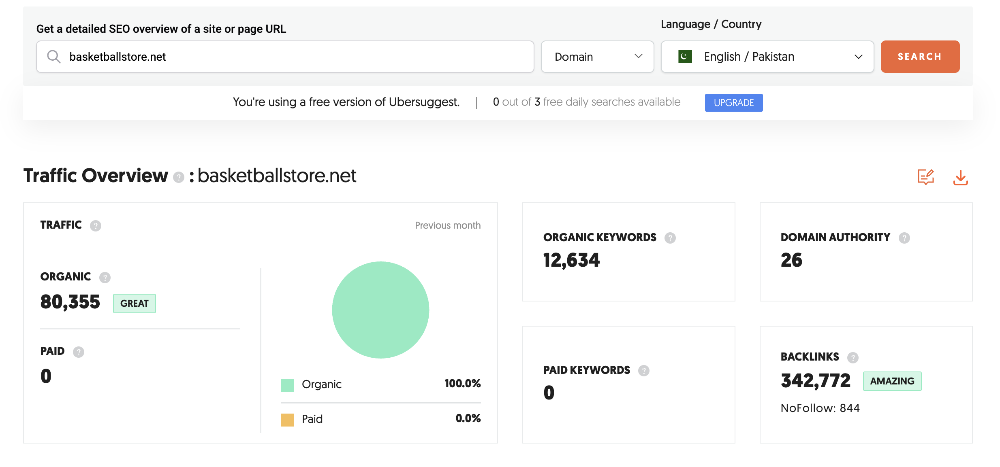 Get a detailed SEO overview of a site or page URL
Language / Country
basketballstore.net
Domain
English / Pakistan
SEARCH
You're using a free version of Ubersuggest. | 0 out of 3 free daily searches available
UPGRADE
Traffic Overview ? : basketballstore.net
TRAFFIC ?
Previous month
ORGANIC ?
80,355 GREAT
PAID ?
0
Organic 100.0%
Paid 0.0%
ORGANIC KEYWORDS ?
12,634
DOMAIN AUTHORITY ?
26
PAID KEYWORDS ?
0
BACKLINKS ?
342,772 AMAZING
NoFollow: 844